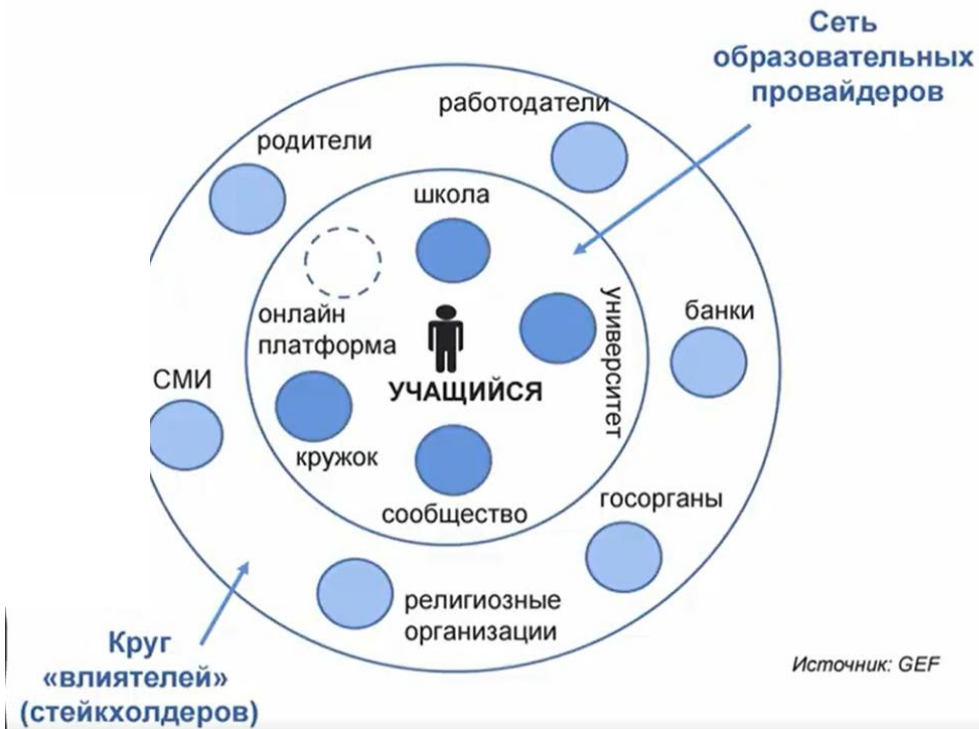 Сеть
образовательных
провайдеров
работодатели
родители
школа
онлайн
платформа
университет
банки
УЧАЩИЙСЯ
СМИ
кружок
сообщество
госорганы
религиозные
организации
Круг
«влиятелей»
(стейкхолдеров)
Источник: GEF